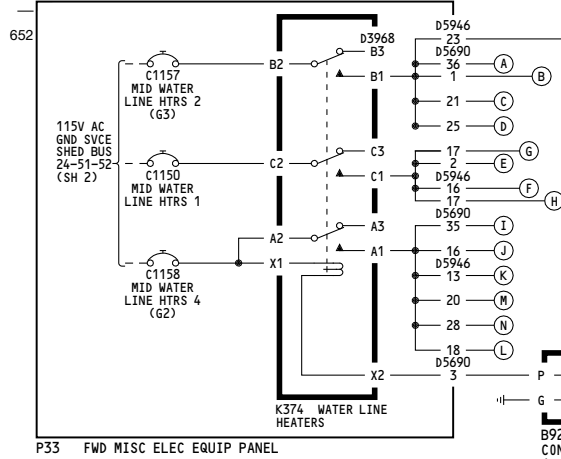 652
C1157
MID WATER
LINE HTRS 2
(G3)
115V AC
GND SVCE
SHED BUS
24-51-52
(SH 2)
C1150
MID WATER
LINE HTRS 1
C1158
MID WATER
LINE HTRS 4
(G2)
D3968
B2
B3
B1
C2
C3
C1
A2
A3
X1
A1
X2
K374 WATER LINE
HEATERS
D5946
23
D5690
36 A
1 B
21 C
25 D
17 G
2 E
D5946
16 F
17 H
D5690
35 I
16 J
D5946
13 K
20 M
28 N
18 L
D5690
3
P
G
B92
CON
P33 FWD MISC ELEC EQUIP PANEL